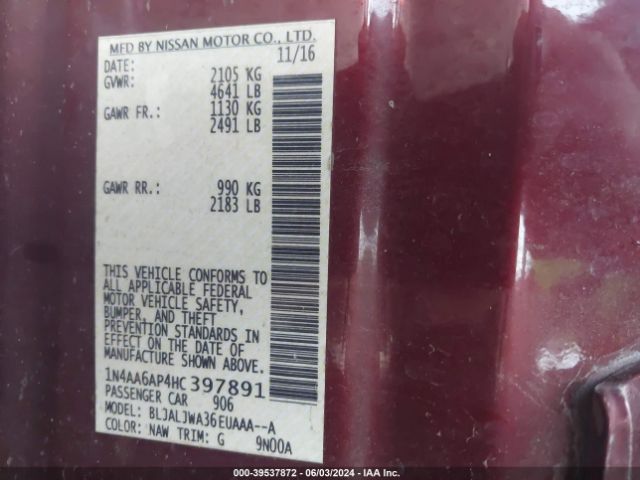 MFD BY NISSAN MOTOR CO., LTD.
DATE: 11/16
GVWR: 2105 KG
4641 LB
GAWR FR.: 1130 KG
2491 LB
GAWR RR.: 990 KG
2183 LB
THIS VEHICLE CONFORMS TO
ALL APPLICABLE FEDERAL
MOTOR VEHICLE SAFETY,
BUMPER, AND THEFT
PREVENTION STANDARDS IN
EFFECT ON THE DATE OF
MANUFACTURE SHOWN ABOVE.
1N4AA6AP4HC397891
PASSENGER CAR 906
MODEL: BLJALJWA36EUAAA--A
COLOR: NAW TRIM: G 9N00A
000-39537872 - 06/03/2024 - IAA Inc.